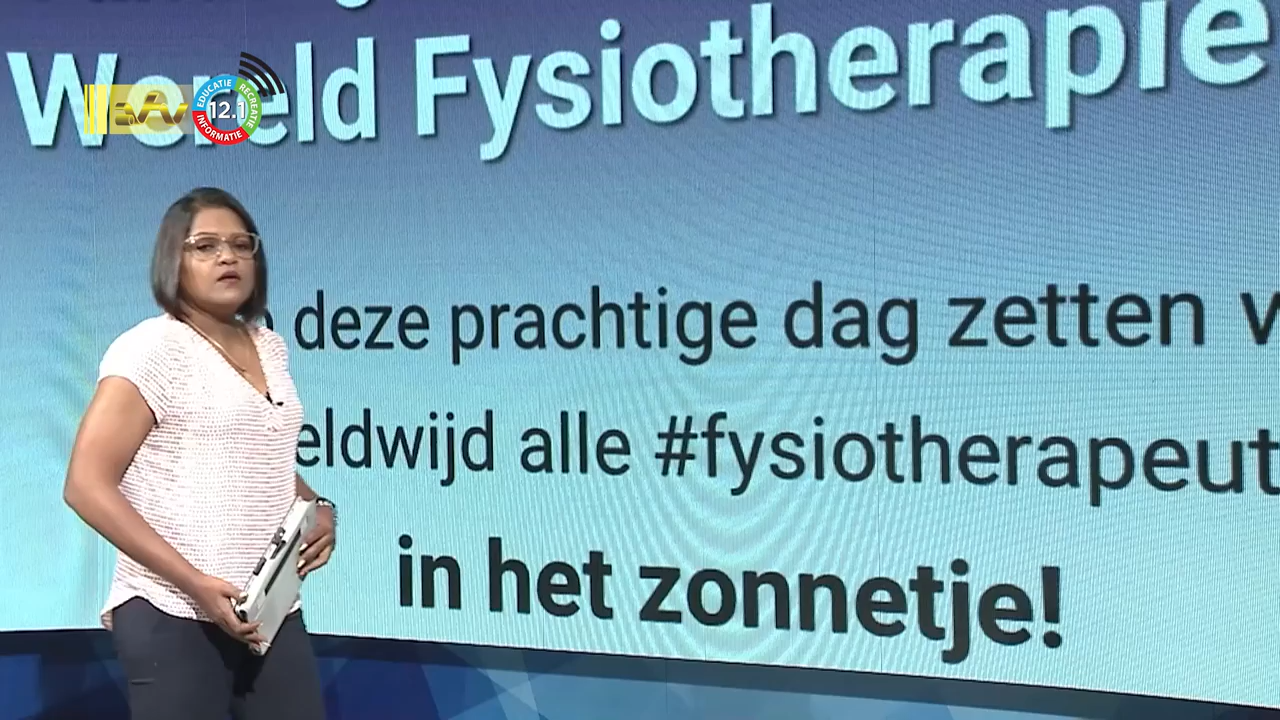 Wereld Fysiotherapie
EDUCATIE RECREATIE INFORMATIE
12.1
deze prachtige dag zetten
eldwijd alle #fysiotherapeut
in het zonnetje!